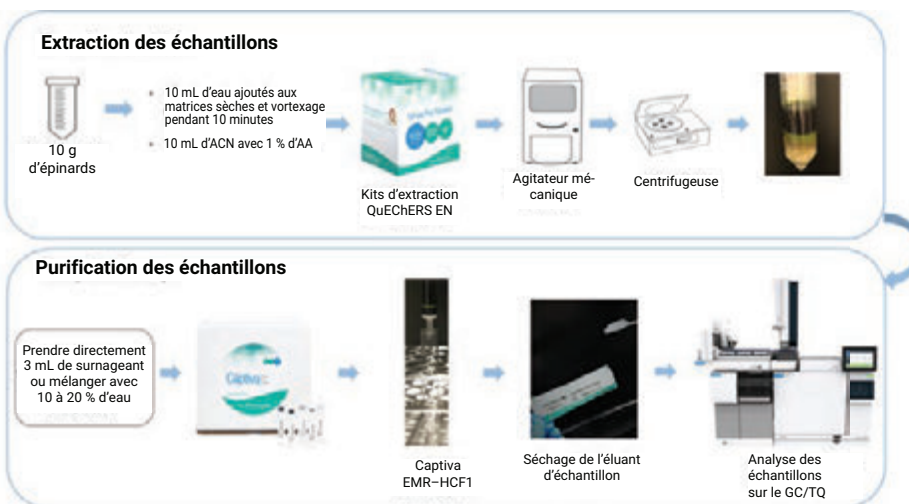 Extraction des échantillons
10 g
d'épinards
10 mL d'eau ajoutés aux
matrices sèches et vortexage
pendant 10 minutes
10 mL d'ACN avec 1 % d'AA
Kits d'extraction
QuEChERS EN
Agitateur mé-
canique
Centrifugeuse
Purification des échantillons
Prendre directement
3 mL de surnageant
ou mélanger avec
10 à 20 % d'eau
Captiva
Captiva
EMR–HCF1
Séchage de l'éluant
d'échantillon
Analyse des
échantillons
sur le GC/TQ